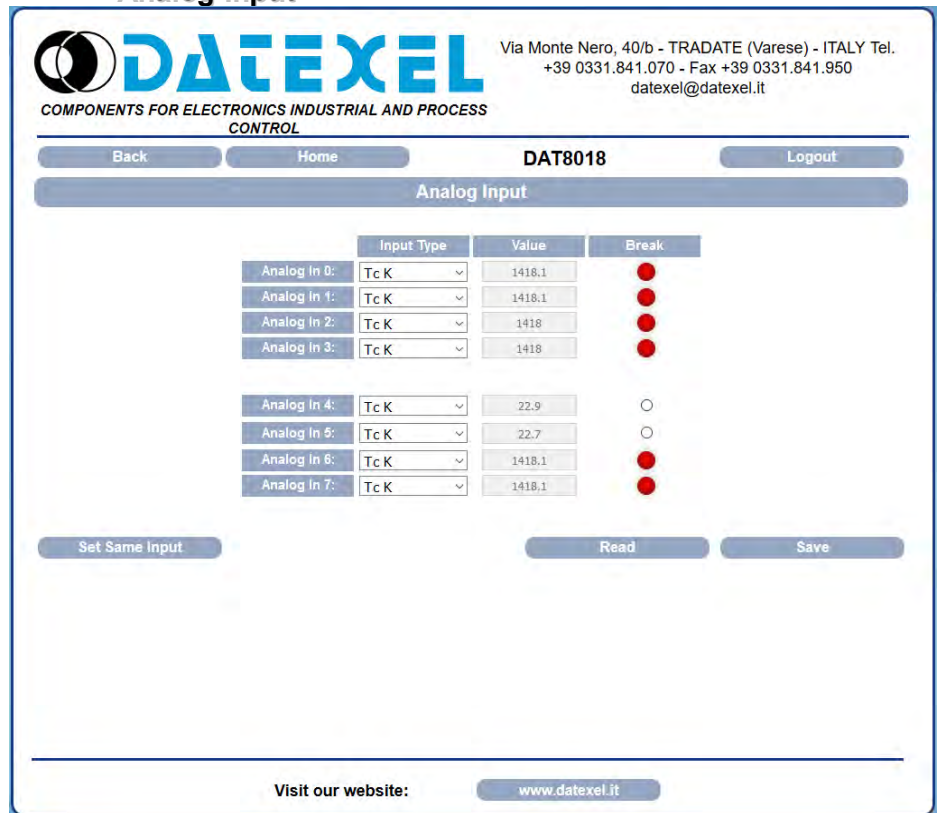 Analog Input
DATEXEL
Via Monte Nero, 40/b - TRADATE (Varese) - ITALY Tel.
+39 0331.841.070 - Fax +39 0331.841.950
datexel@datexel.it
COMPONENTS FOR ELECTRONICS INDUSTRIAL AND PROCESS
CONTROL
Back Home DAT8018 Logout
Analog Input
Input Type Value Break
Analog In 0: Tc K 1418.1
Analog In 1: Tc K 1418.1
Analog In 2: Tc K 1418
Analog In 3: Tc K 1418
Analog In 4: Tc K 22.9
Analog In 5: Tc K 22.7
Analog In 6: Tc K 1418.1
Analog In 7: Tc K 1418.1
Set Same Input Read Save
Visit our website: www.datexel.it